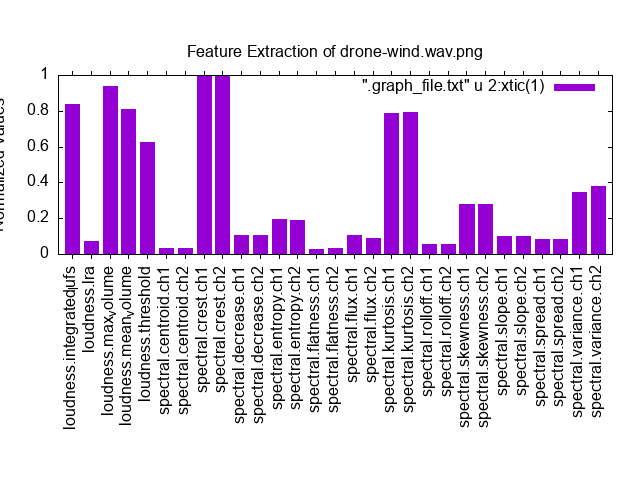 Feature Extraction of drone-wind.wav.png
".graph_file.txt" u 2:xtic(1)
Normalized Values
1
0.8
0.6
0.4
0.2
0
loudness.integratedlufs
loudness.lra
loudness.maxvolume
loudness.meanvolume
loudness.threshold
spectral.centroid.ch1
spectral.centroid.ch2
spectral.crest.ch1
spectral.crest.ch2
spectral.decrease.ch1
spectral.decrease.ch2
spectral.entropy.ch1
spectral.entropy.ch2
spectral.flatness.ch1
spectral.flatness.ch2
spectral.flux.ch1
spectral.flux.ch2
spectral.kurtosis.ch1
spectral.kurtosis.ch2
spectral.rolloff.ch1
spectral.rolloff.ch2
spectral.skewness.ch1
spectral.skewness.ch2
spectral.slope.ch1
spectral.slope.ch2
spectral.spread.ch1
spectral.spread.ch2
spectral.variance.ch1
spectral.variance.ch2